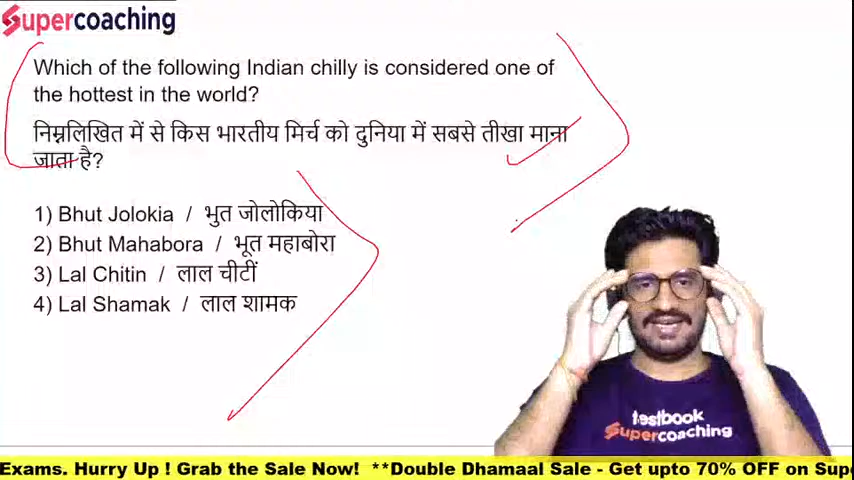 Supercoaching
Which of the following Indian chilly is considered one of
the hottest in the world?
निम्नलिखित में से किस भारतीय मिर्च को दुनिया में सबसे तीखा माना
जाता है?
1) Bhut Jolokia / भुत जोलोकिया
2) Bhut Mahabora / भूत महाबोरा
3) Lal Chitin / लाल चीटीं
4) Lal Shamak / लाल शामक
testbook
Supercoaching
Exams. Hurry Up ! Grab the Sale Now! **Double Dhamaal Sale - Get upto 70% OFF on Supe